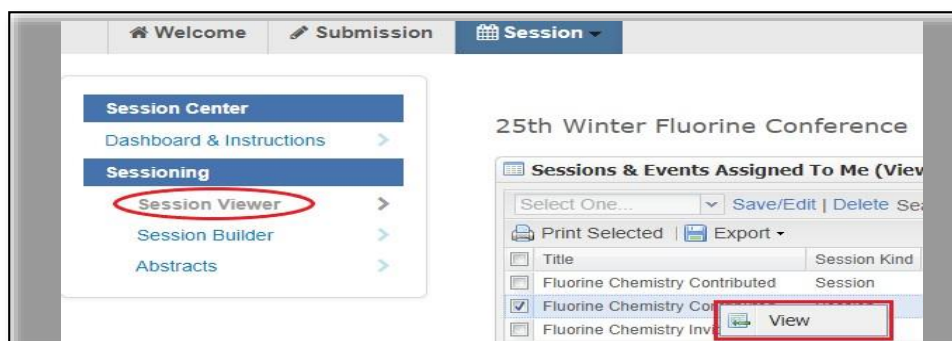 Welcome Submission Session
Session Center
Dashboard & Instructions
Sessioning
Session Viewer
Session Builder
Abstracts
25th Winter Fluorine Conference
Sessions & Events Assigned To Me
Select One... Save/Edit | Delete
Print Selected | Export
Title Session Kind
Fluorine Chemistry Contributed Session
Fluorine Chemistry
View
Fluorine Chemistry